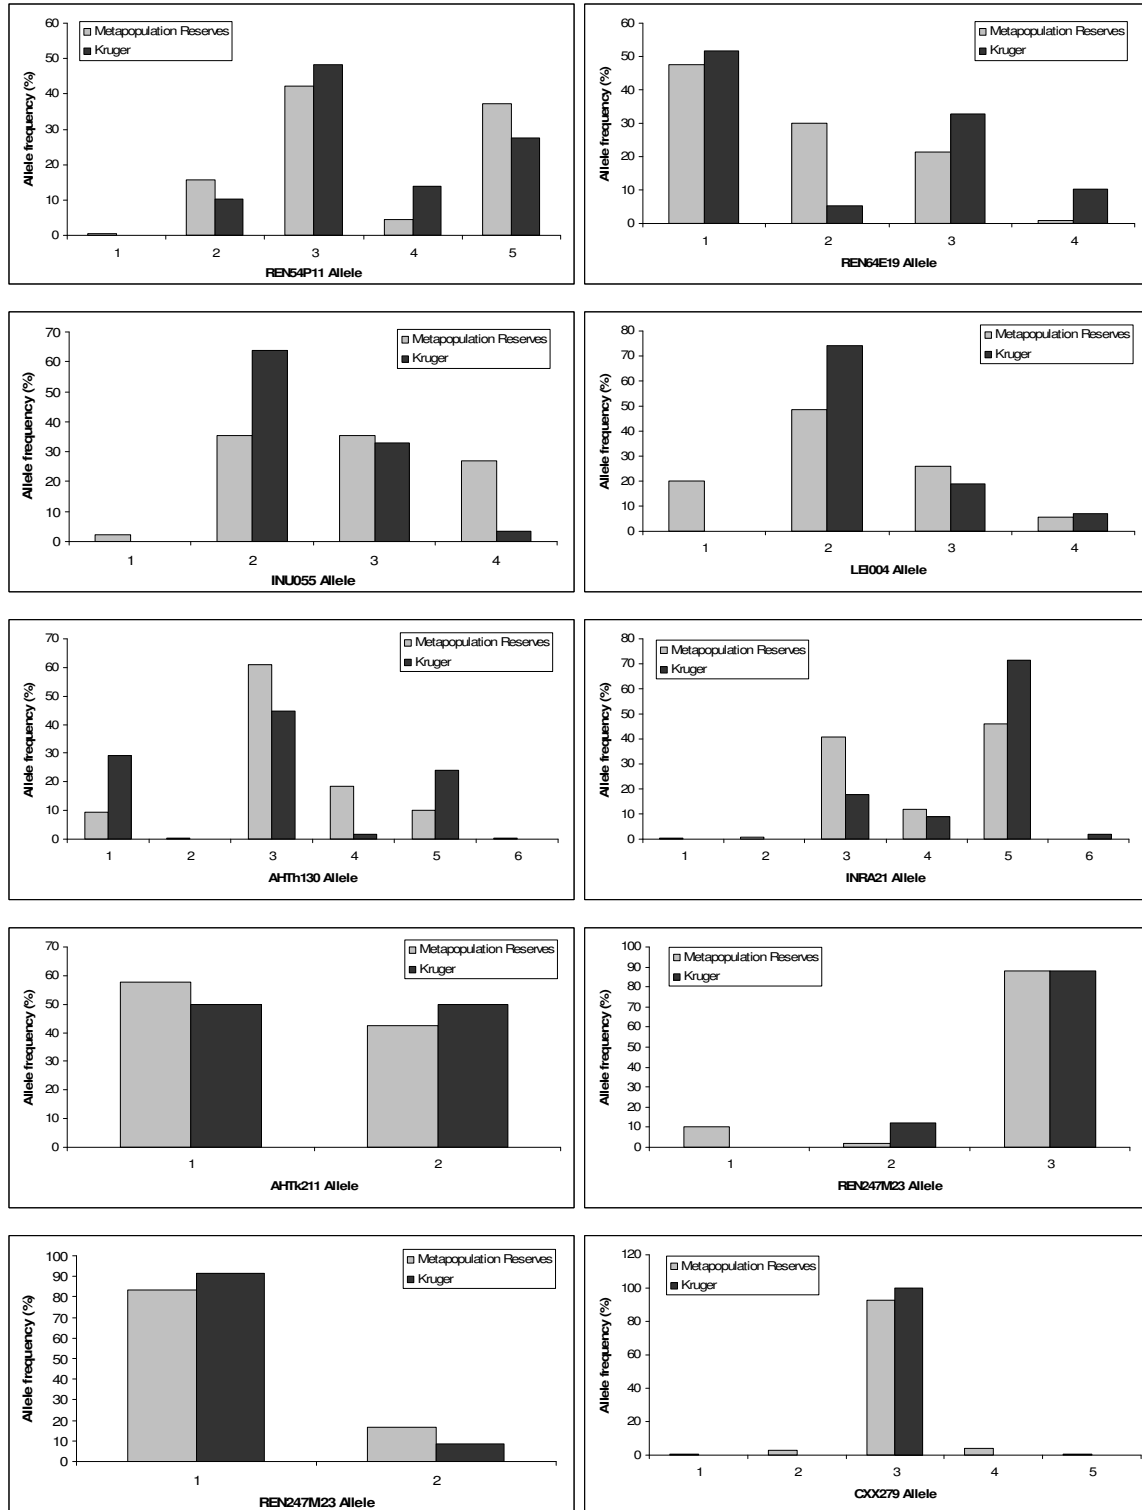 60
50
40
30
20
10
0
Allele frequency (%)
Metapopulation Reserves
Kruger
1 2 3 4 5
REN54P11 Allele
60
50
40
30
20
10
0
Allele frequency (%)
Metapopulation Reserves
Kruger
1 2 3 4
REN64E19 Allele
70
60
50
40
30
20
10
0
Allele frequency (%)
Metapopulation Reserves
Kruger
1 2 3 4
INU055 Allele
80
70
60
50
40
30
20
10
0
Allele frequency (%)
Metapopulation Reserves
Kruger
1 2 3 4
LEI004 Allele
70
60
50
40
30
20
10
0
Allele frequency (%)
Metapopulation Reserves
Kruger
1 2 3 4 5 6
AHTh130 Allele
80
70
60
50
40
30
20
10
0
Allele frequency (%)
Metapopulation Reserves
Kruger
1 2 3 4 5 6
INRA21 Allele
70
60
50
40
30
20
10
0
Allele frequency (%)
Metapopulation Reserves
Kruger
1 2
AHTk211 Allele
100
90
80
70
60
50
40
30
20
10
0
Allele frequency (%)
Metapopulation Reserves
Kruger
1 2 3
REN247M23 Allele
100
90
80
70
60
50
40
30
20
10
0
Allele frequency (%)
Metapopulation Reserves
Kruger
1 2
REN247M23 Allele
120
100
80
60
40
20
0
Allele frequency (%)
Metapopulation Reserves
Kruger
1 2 3 4 5
CXX279 Allele